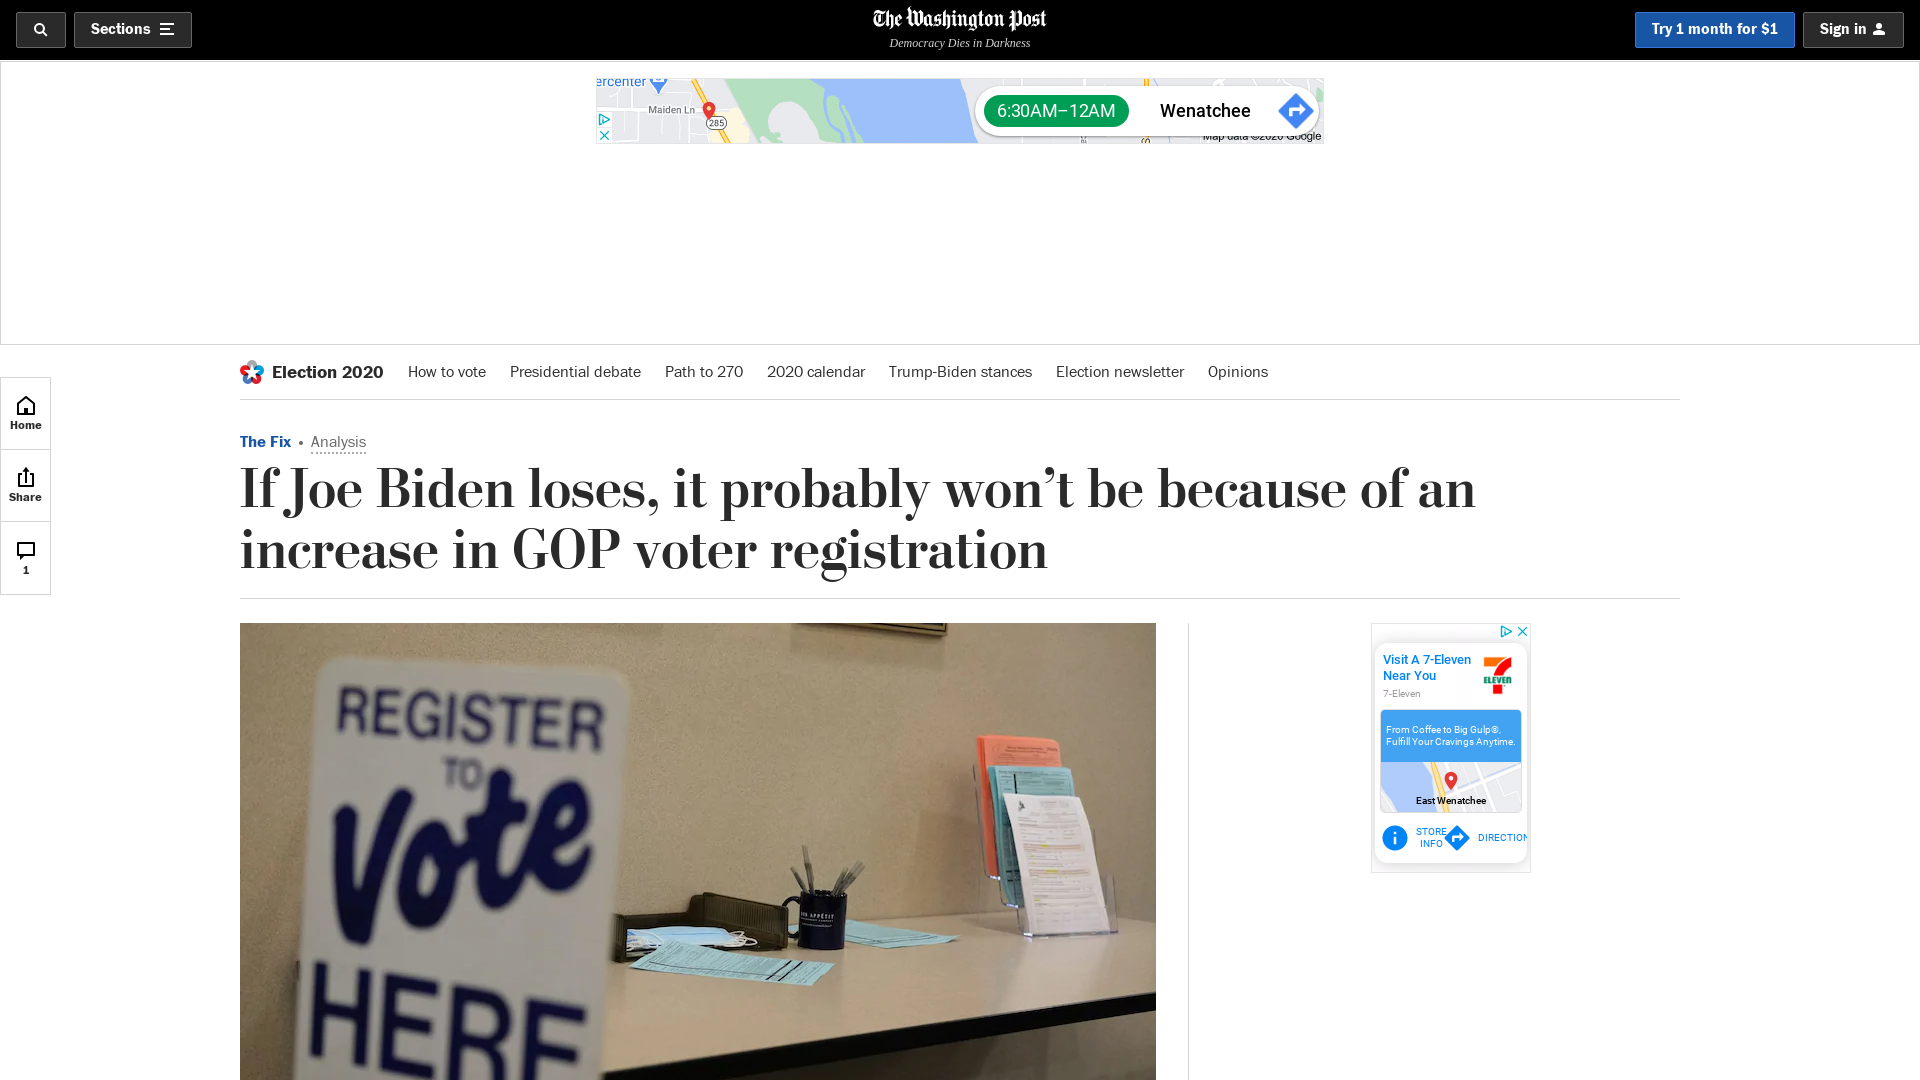 Sections
The Washington Post
Democracy Dies in Darkness
Try 1 month for $1
Sign in
ercenter
Maiden Ln
285
6:30AM–12AM
Wenatchee
Map data ©2020 Google
Election 2020
How to vote
Presidential debate
Path to 270
2020 calendar
Trump-Biden stances
Election newsletter
Opinions
Home
Share
1
The Fix • Analysis
If Joe Biden loses, it probably won’t be because of an
increase in GOP voter registration
REGISTER
TO
Vote
HERE
Visit A 7-Eleven
Near You
7-Eleven
7
ELEVEN
From Coffee to Big Gulp®,
Fulfill Your Cravings Anytime.
East Wenatchee
STORE
INFO
DIRECTION